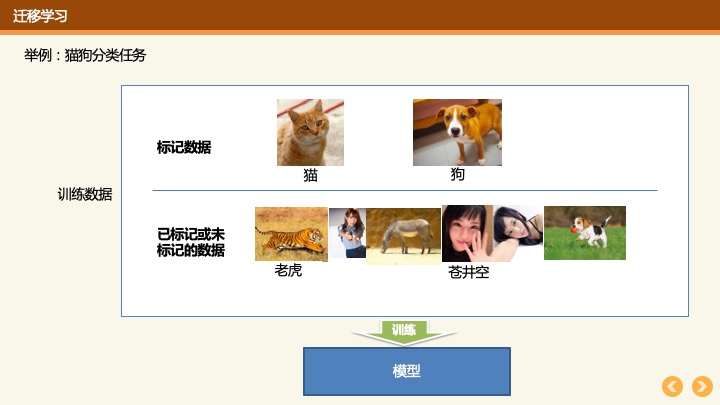 迁移学习
举例：猫狗分类任务
标记数据
猫
狗
训练数据
已标记或未
标记的数据
老虎
苍井空
训练
模型